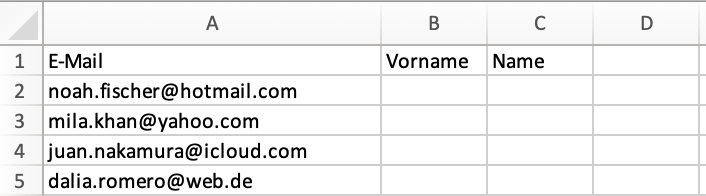 A B C D
1 E-Mail Vorname Name
2 noah.fischer@hotmail.com
3 mila.khan@yahoo.com
4 juan.nakamura@icloud.com
5 dalia.romero@web.de